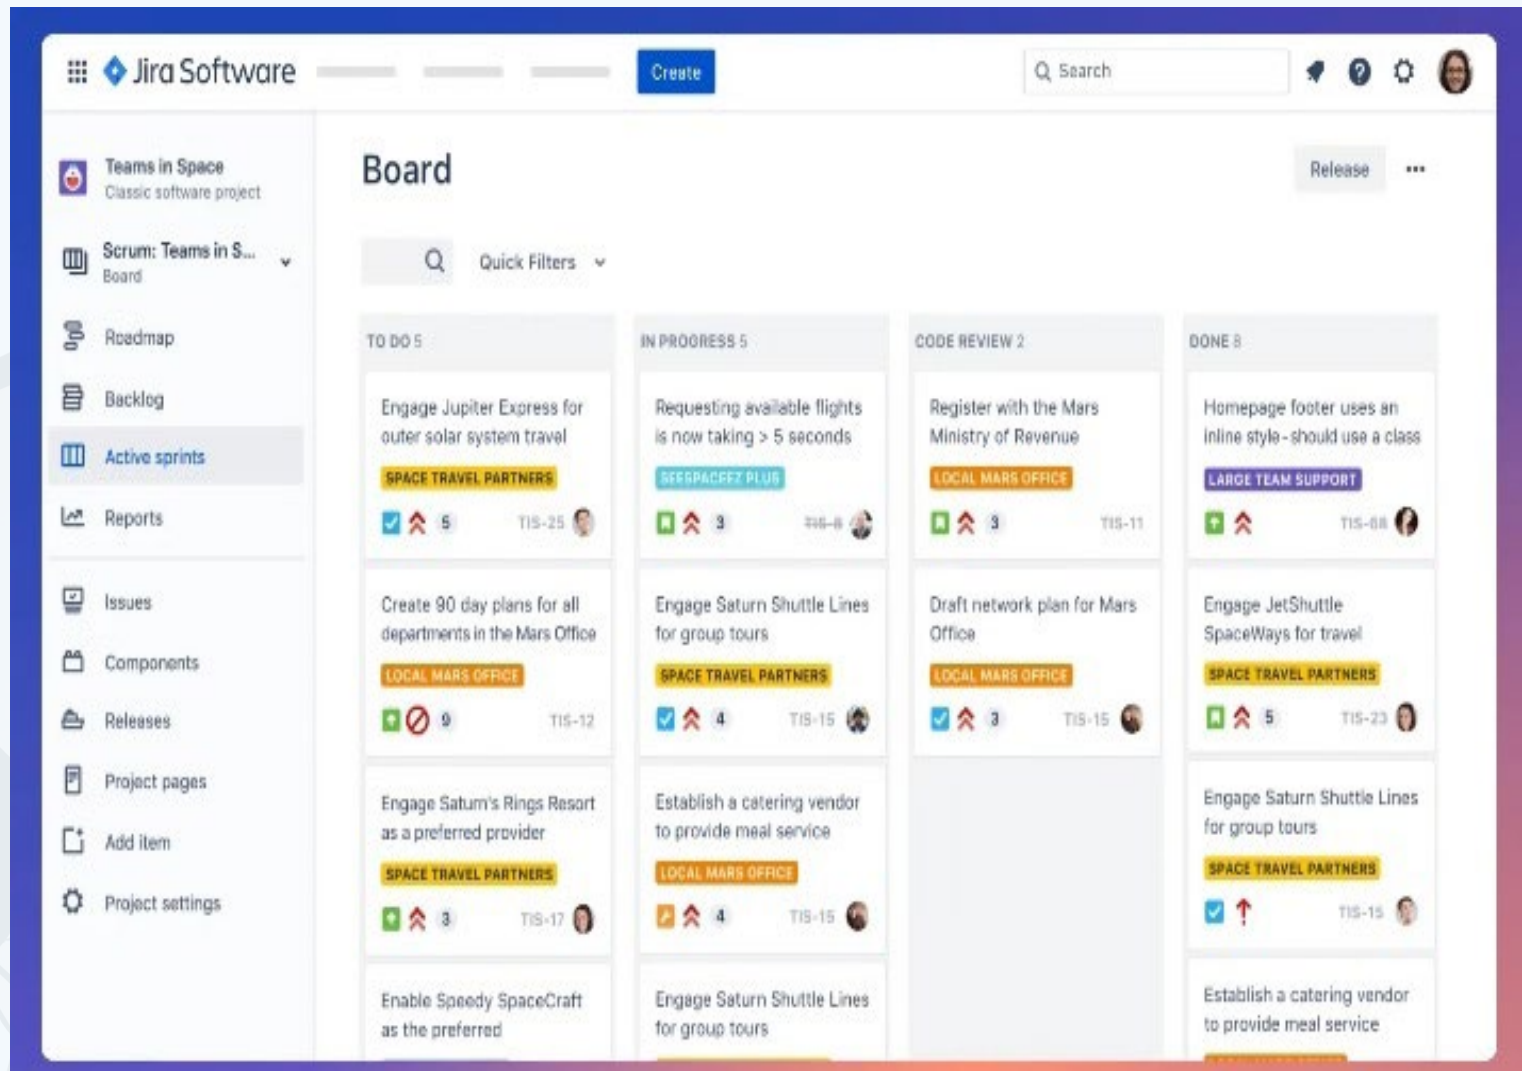 Jira Software
Create
Search
Teams in Space
Classic software project
Scrum: Teams in S...
Board
Roadmap
Backlog
Active sprints
Reports
Issues
Components
Releases
Project pages
Add item
Project settings
Board
Release
Quick Filters
TO DO 5
Engage Jupiter Express for
outer solar system travel
SPACE TRAVEL PARTNERS
5 TIS-25
Create 90 day plans for all
departments in the Mars Office
LOCAL MARS OFFICE
9 TIS-12
Engage Saturn's Rings Resort
as a preferred provider
SPACE TRAVEL PARTNERS
3 TIS-17
Enable Speedy SpaceCraft
as the preferred
IN PROGRESS 5
Requesting available flights
is now taking > 5 seconds
SEESPACEEZ PLUS
3 TIS-8
Engage Saturn Shuttle Lines
for group tours
SPACE TRAVEL PARTNERS
4 TIS-15
Establish a catering vendor
to provide meal service
LOCAL MARS OFFICE
4 TIS-15
Engage Saturn Shuttle Lines
for group tours
CODE REVIEW 2
Register with the Mars
Ministry of Revenue
LOCAL MARS OFFICE
3 TIS-11
Draft network plan for Mars
Office
LOCAL MARS OFFICE
3 TIS-15
DONE 8
Homepage footer uses an
inline style-should use a class
LARGE TEAM SUPPORT
TIS-68
Engage JetShuttle
SpaceWays for travel
SPACE TRAVEL PARTNERS
5 TIS-23
Engage Saturn Shuttle Lines
for group tours
SPACE TRAVEL PARTNERS
TIS-15
Establish a catering vendor
to provide meal service